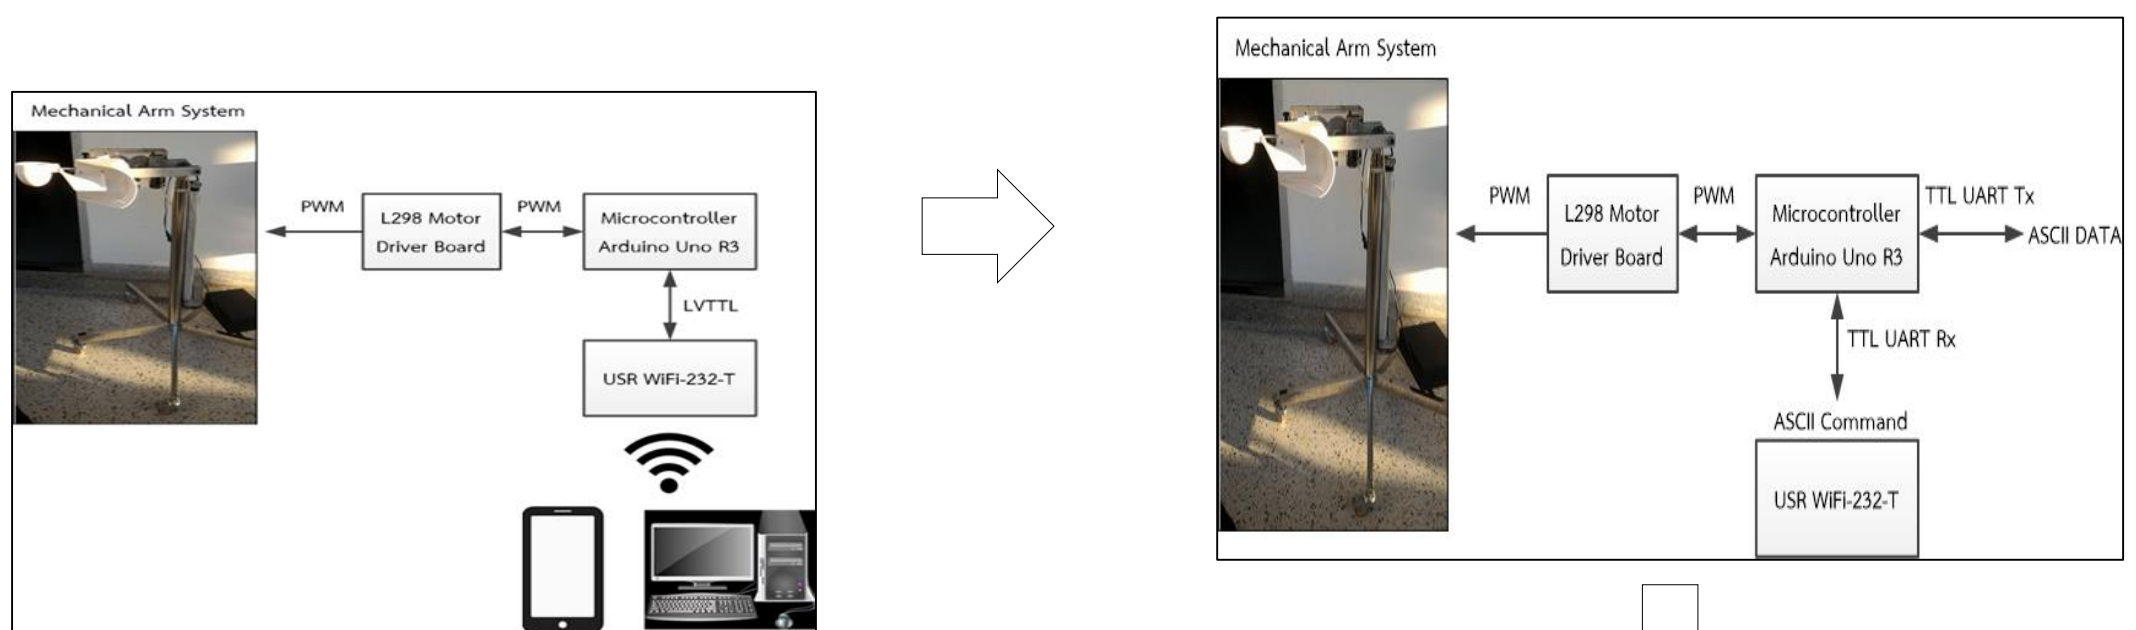 Mechanical Arm System
PWM
L298 Motor
Driver Board
PWM
Microcontroller
Arduino Uno R3
LVTTL
USR WiFi-232-T
Mechanical Arm System
PWM
L298 Motor
Driver Board
PWM
Microcontroller
Arduino Uno R3
TTL UART Tx
ASCII DATA
TTL UART Rx
ASCII Command
USR WiFi-232-T